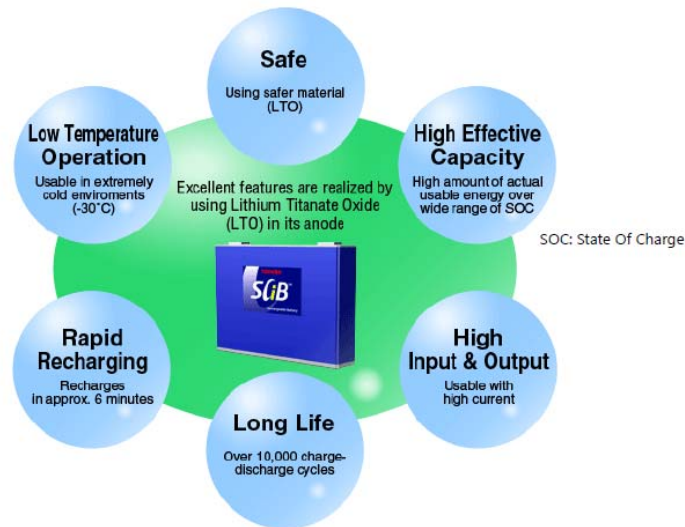 Safe
Using safer material
(LTO)
Low Temperature
Operation
Usable in extremely
cold enviroments
(-30°C)
High Effective
Capacity
High amount of actual
usable energy over
wide range of SOC
Excellent features are realized by
using Lithium Titanate Oxide
(LTO) in its anode
SOC: State Of Charge
SCiB™
Rapid
Recharging
Recharges
in approx. 6 minutes
High
Input & Output
Usable with
high current
Long Life
Over 10,000 charge-
discharge cycles